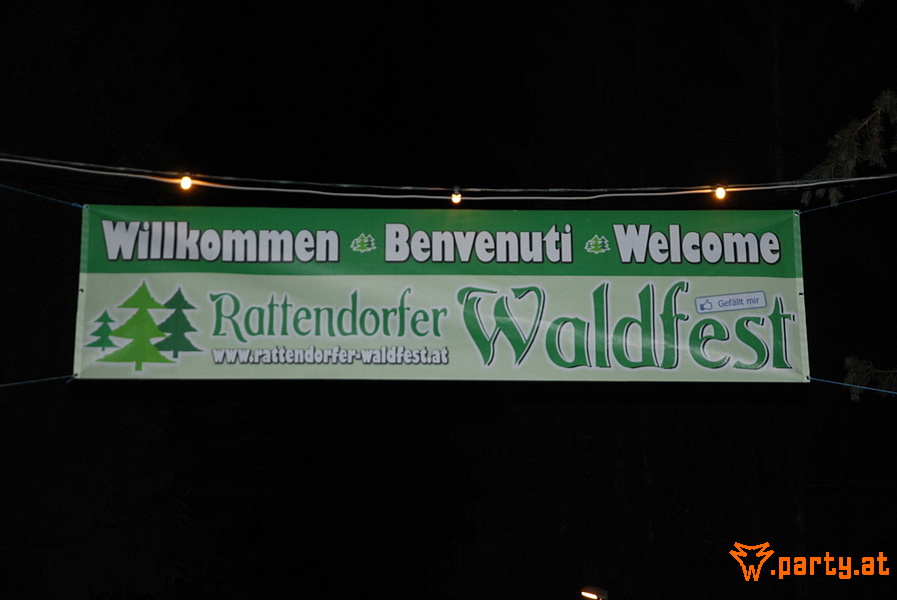 Willkommen Benvenuti Welcome
Rattendorfer Waldfest
Gefällt mir
www.rattendorfer-waldfest.at
W.party.at